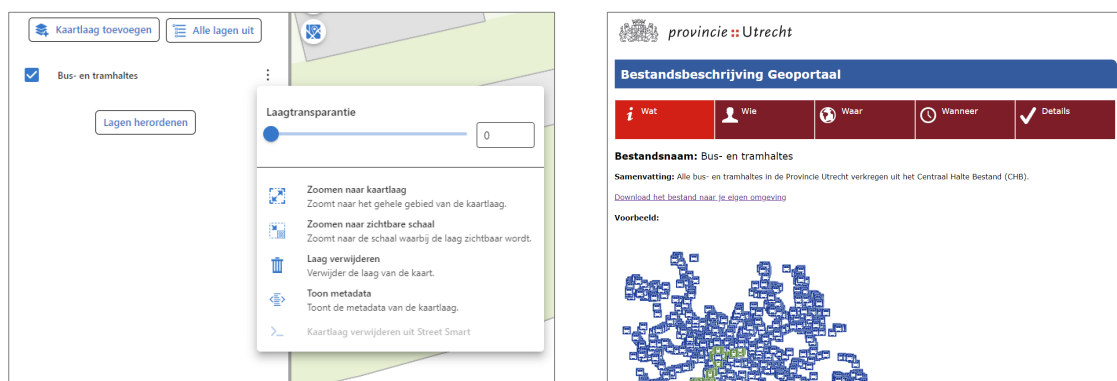 Kaartlaag toevoegen
Alle lagen uit
Bus- en tramhaltes
Lagen herordenen
Laagtransparantie
0
Zoomen naar kaartlaag
Zoomt naar het gehele gebied van de kaartlaag.
Zoomen naar zichtbare schaal
Zoomt naar de schaal waarbij de laag zichtbaar wordt.
Laag verwijderen
Verwijder de laag van de kaart.
Toon metadata
Toont de metadata van de kaartlaag.
Kaartlaag verwijderen uit Street Smart
provincie :: Utrecht
Bestandsbeschrijving Geoportaal
Wat
Wie
Waar
Wanneer
Details
Bestandsnaam: Bus- en tramhaltes
Samenvatting: Alle bus- en tramhaltes in de Provincie Utrecht verkregen uit het Centraal Halte Bestand (CHB).
Download het bestand naar je eigen omgeving
Voorbeeld: